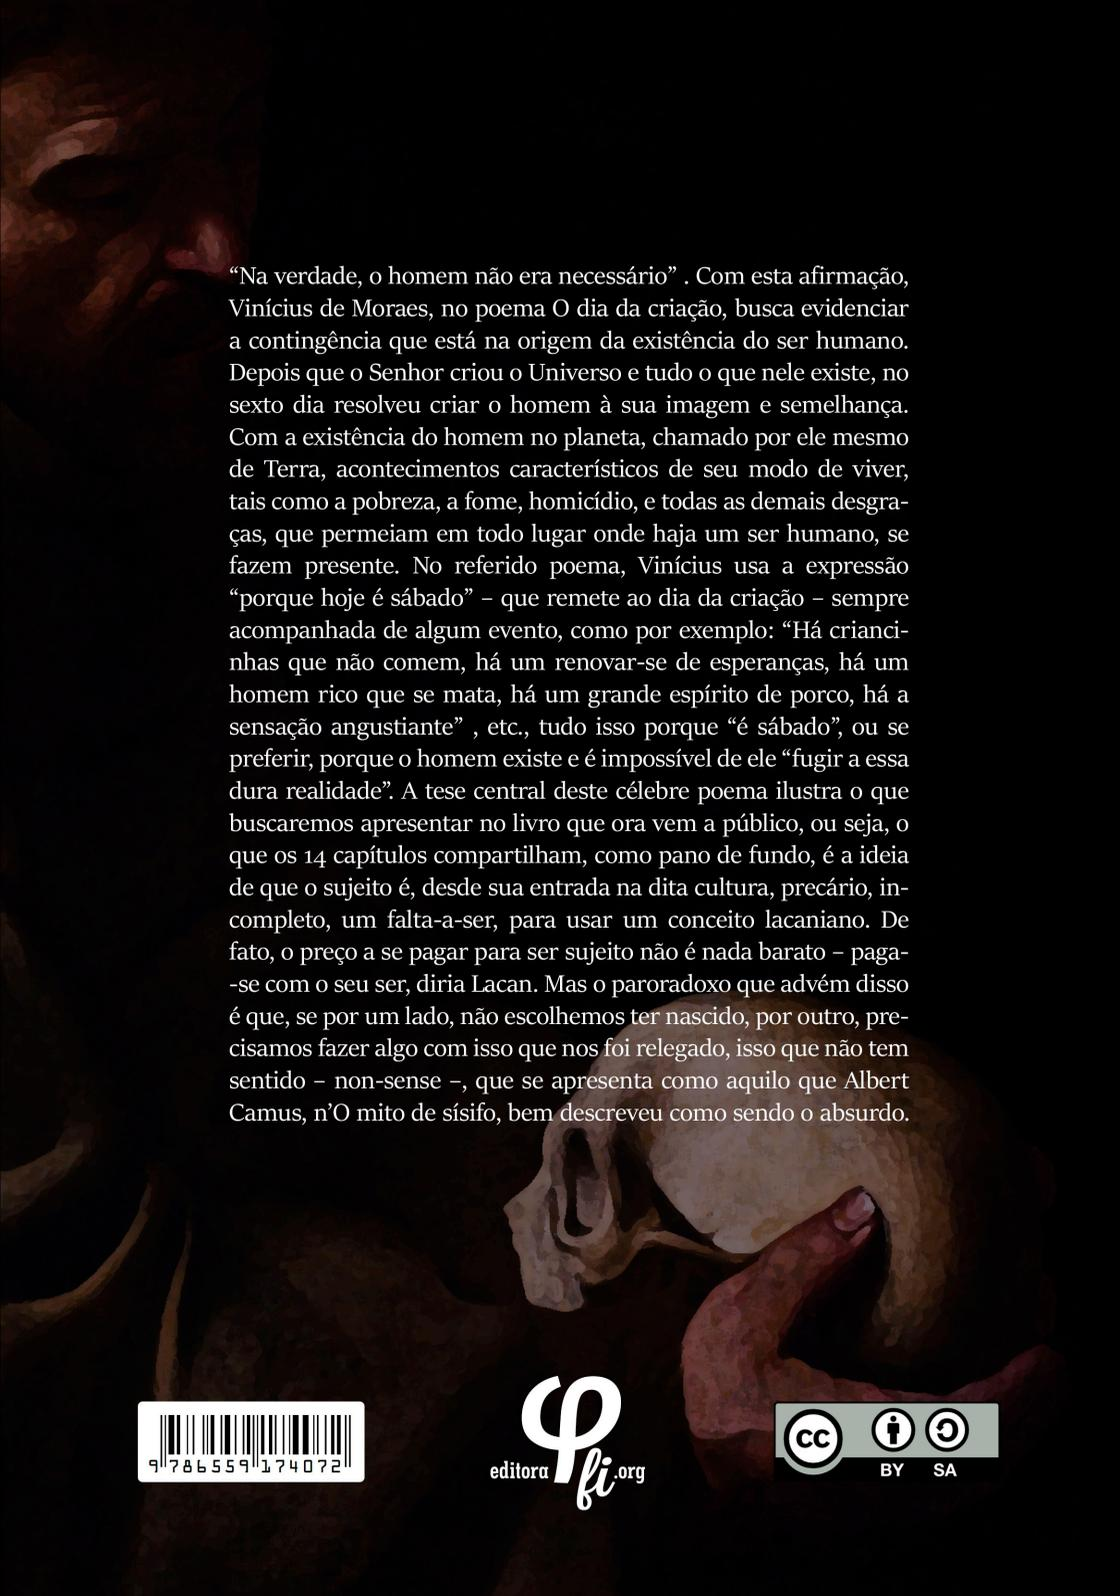 “Na verdade, o homem não era necessário” . Com esta afirmação,
Vinícius de Moraes, no poema O dia da criação, busca evidenciar
a contingência que está na origem da existência do ser humano.
Depois que o Senhor criou o Universo e tudo o que nele existe, no
sexto dia resolveu criar o homem à sua imagem e semelhança.
Com a existência do homem no planeta, chamado por ele mesmo
de Terra, acontecimentos característicos de seu modo de viver,
tais como a pobreza, a fome, homicídio, e todas as demais desgra-
ças, que permeiam em todo lugar onde haja um ser humano, se
fazem presente. No referido poema, Vinícius usa a expressão
“porque hoje é sábado” – que remete ao dia da criação – sempre
acompanhada de algum evento, como por exemplo: “Há crianci-
nhas que não comem, há um renovar-se de esperanças, há um
homem rico que se mata, há um grande espírito de porco, há a
sensação angustiante” , etc., tudo isso porque “é sábado”, ou se
preferir, porque o homem existe e é impossível de ele “fugir a essa
dura realidade”. A tese central deste célebre poema ilustra o que
buscaremos apresentar no livro que ora vem a público, ou seja, o
que os 14 capítulos compartilham, como pano de fundo, é a ideia
de que o sujeito é, desde sua entrada na dita cultura, precário, in-
completo, um falta-a-ser, para usar um conceito lacaniano. De
fato, o preço a se pagar para ser sujeito não é nada barato – paga-
-se com o seu ser, diria Lacan. Mas o paroradoxo que advém disso
é que, se por um lado, não escolhemos ter nascido, por outro, pre-
cisamos fazer algo com isso que nos foi relegado, isso que não tem
sentido – non-sense –, que se apresenta como aquilo que Albert
Camus, n’O mito de sísifo, bem descreveu como sendo o absurdo.
9 786559 174072
editora φ fi .org
cc
BY SA